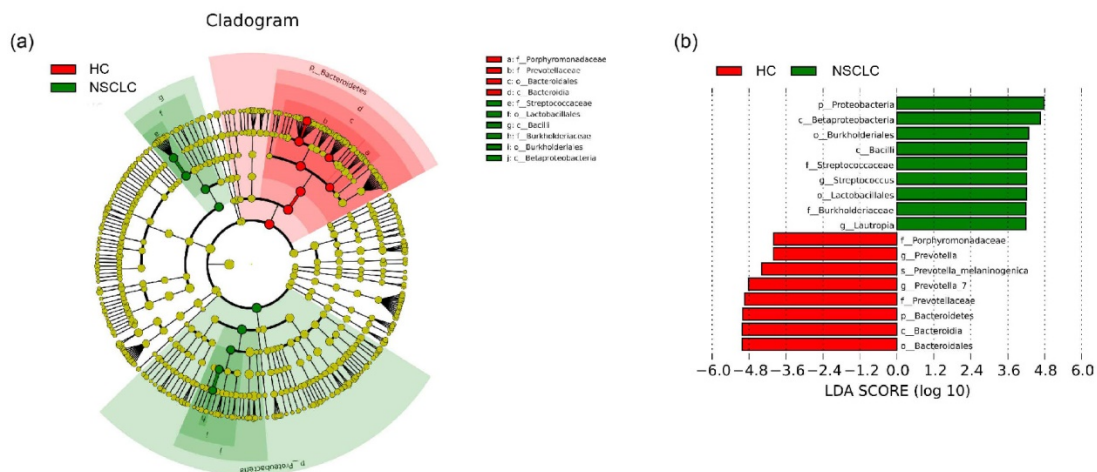 Cladogram
(a)
HC
NSCLC
p__Bacteroidetes
d
c
b
a
g
f
e
h
i
j
p__Proteobacteria
a: f__Porphyromonadaceae
b: f__Prevotellaceae
c: o__Bacteroidales
d: c__Bacteroidia
e: f__Streptococcaceae
f: o__Lactobacillales
g: c__Bacilli
h: f__Burkholderiaceae
i: o__Burkholderiales
j: c__Betaproteobacteria
(b)
HC NSCLC
p__Proteobacteria
c__Betaproteobacteria
o__Burkholderiales
c__Bacilli
f__Streptococcaceae
g__Streptococcus
o__Lactobacillales
f__Burkholderiaceae
g__Lautropia
f__Porphyromonadaceae
g__Prevotella
s__Prevotella_melaninogenica
g__Prevotella_7
f__Prevotellaceae
p__Bacteroidetes
c__Bacteroidia
o__Bacteroidales
−6.0 −4.8 −3.6 −2.4 −1.2 0.0 1.2 2.4 3.6 4.8 6.0
LDA SCORE (log 10)